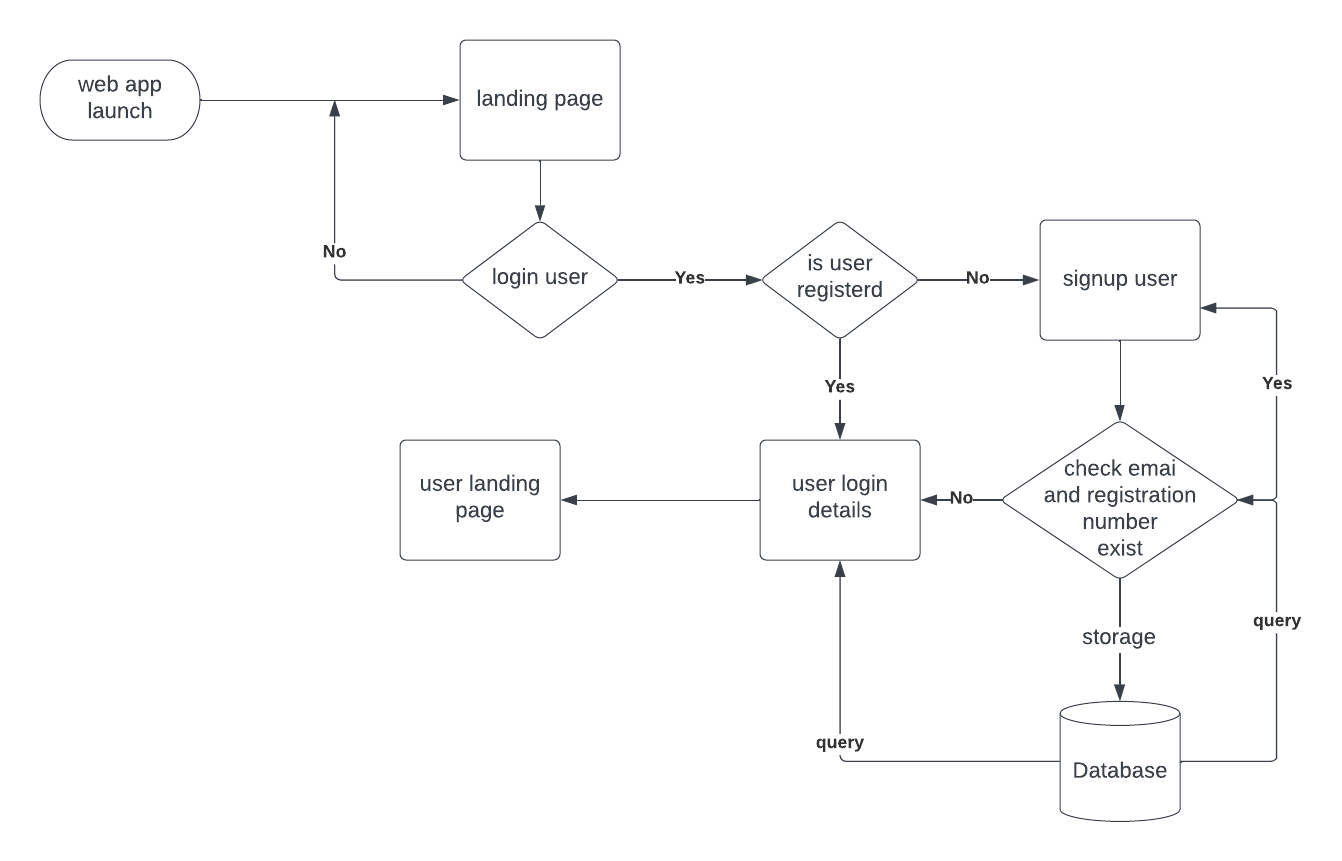 web app
launch
landing page
No
login user
Yes
is user
registerd
No
signup user
Yes
Yes
user landing
page
user login
details
No
check emai
and registration
number
exist
storage
query
query
Database